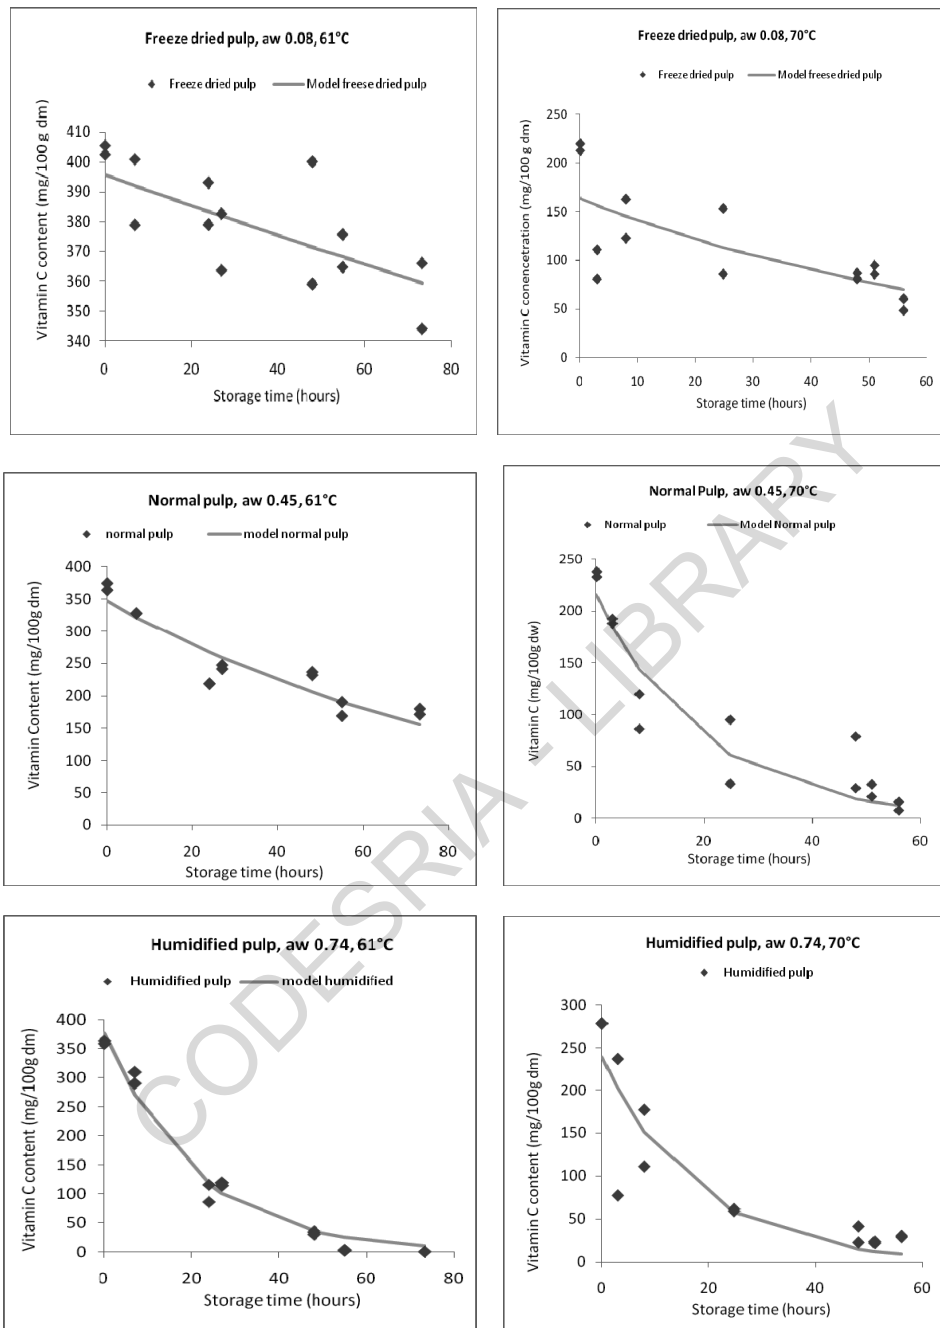 Freeze dried pulp, aw 0.08, 61°C
Freeze dried pulp Model freese dried pulp
Vitamin C content (mg/100 g dm)
410
400
390
380
370
360
350
340
0 20 40 60 80
Storage time (hours)
Freeze dried pulp, aw 0.08, 70°C
Freeze dried pulp Model freese dried pulp
Vitamin C conencetration (mg/100 g dm)
250
200
150
100
50
0
0 10 20 30 40 50 60
Storage time (hours)
Normal pulp, aw 0.45, 61°C
normal pulp model normal pulp
Vitamin Content (mg/100g dm)
400
350
300
250
200
150
100
50
0
0 20 40 60 80
Storage time (hours)
Normal Pulp, aw 0.45, 70°C
Normal pulp Model Normal pulp
Vitamin C (mg/100g dw)
250
200
150
100
50
0
0 20 40 60
Storage time (hours)
Humidified pulp, aw 0.74, 61°C
Humidified pulp model humidified
Vitamin C content (mg/100g dm)
400
350
300
250
200
150
100
50
0
0 20 40 60 80
Storage time (hours)
Humidified pulp, aw 0.74, 70°C
Humidified pulp
Vitamin C content (mg/100g dm)
300
250
200
150
100
50
0
0 20 40 60
Storage time (hours)
CODESRIA - LIBRARY